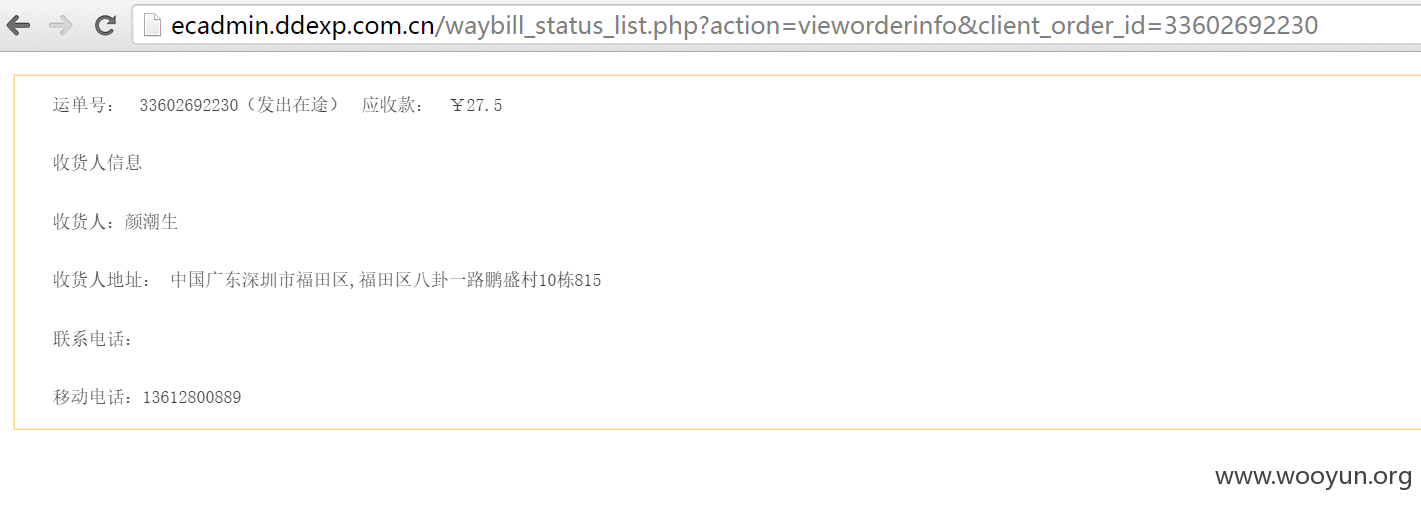 ecadmin.ddexp.com.cn/waybill_status_list.php?action=vieworderinfo&client_order_id=33602692230
运单号: 33602692230（发出在途） 应收款: ￥27.5
收货人信息
收货人: 颜潮生
收货人地址: 中国广东深圳市福田区,福田区八卦一路鹏盛村10栋815
联系电话:
移动电话: 13612800889
www.wooyun.org